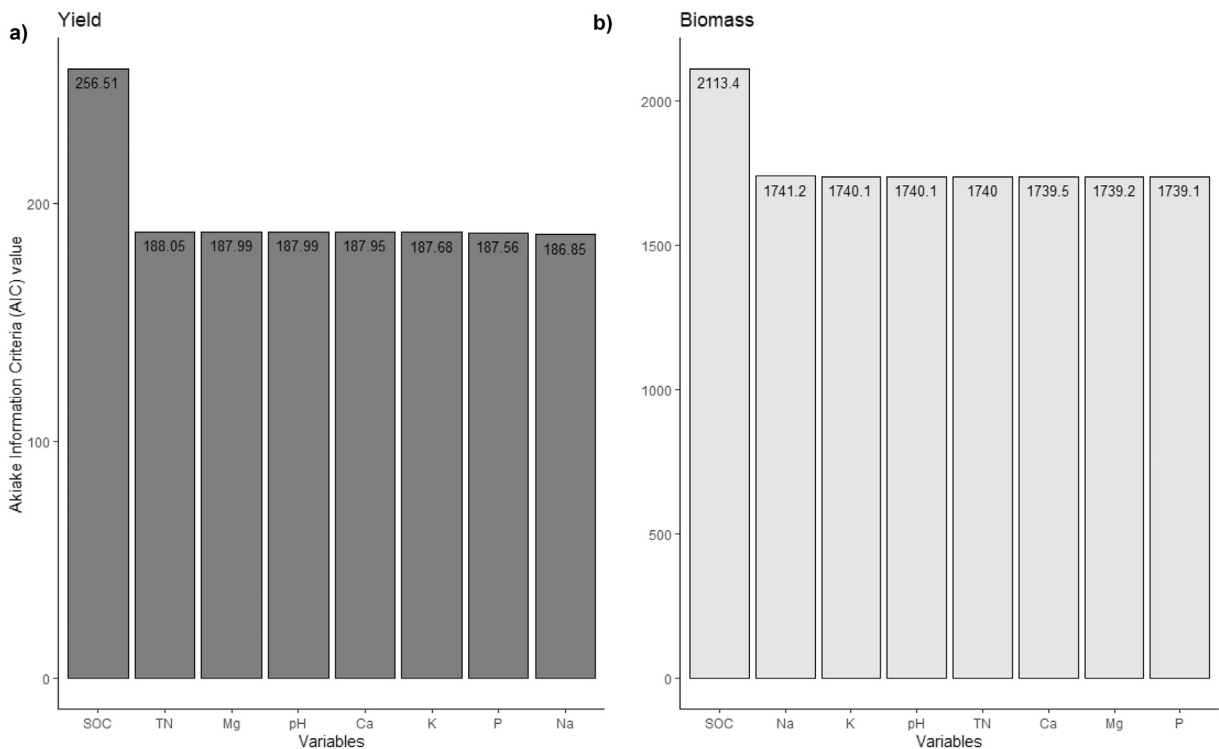 a)
Yield
Akiake Information Criteria (AIC) value
200
100
0
256.51
188.05
187.99
187.99
187.95
187.68
187.56
186.85
SOC
TN
Mg
pH
Ca
K
P
Na
Variables
b)
Biomass
2000
1500
1000
500
0
2113.4
1741.2
1740.1
1740.1
1740
1739.5
1739.2
1739.1
SOC
Na
K
pH
TN
Ca
Mg
P
Variables